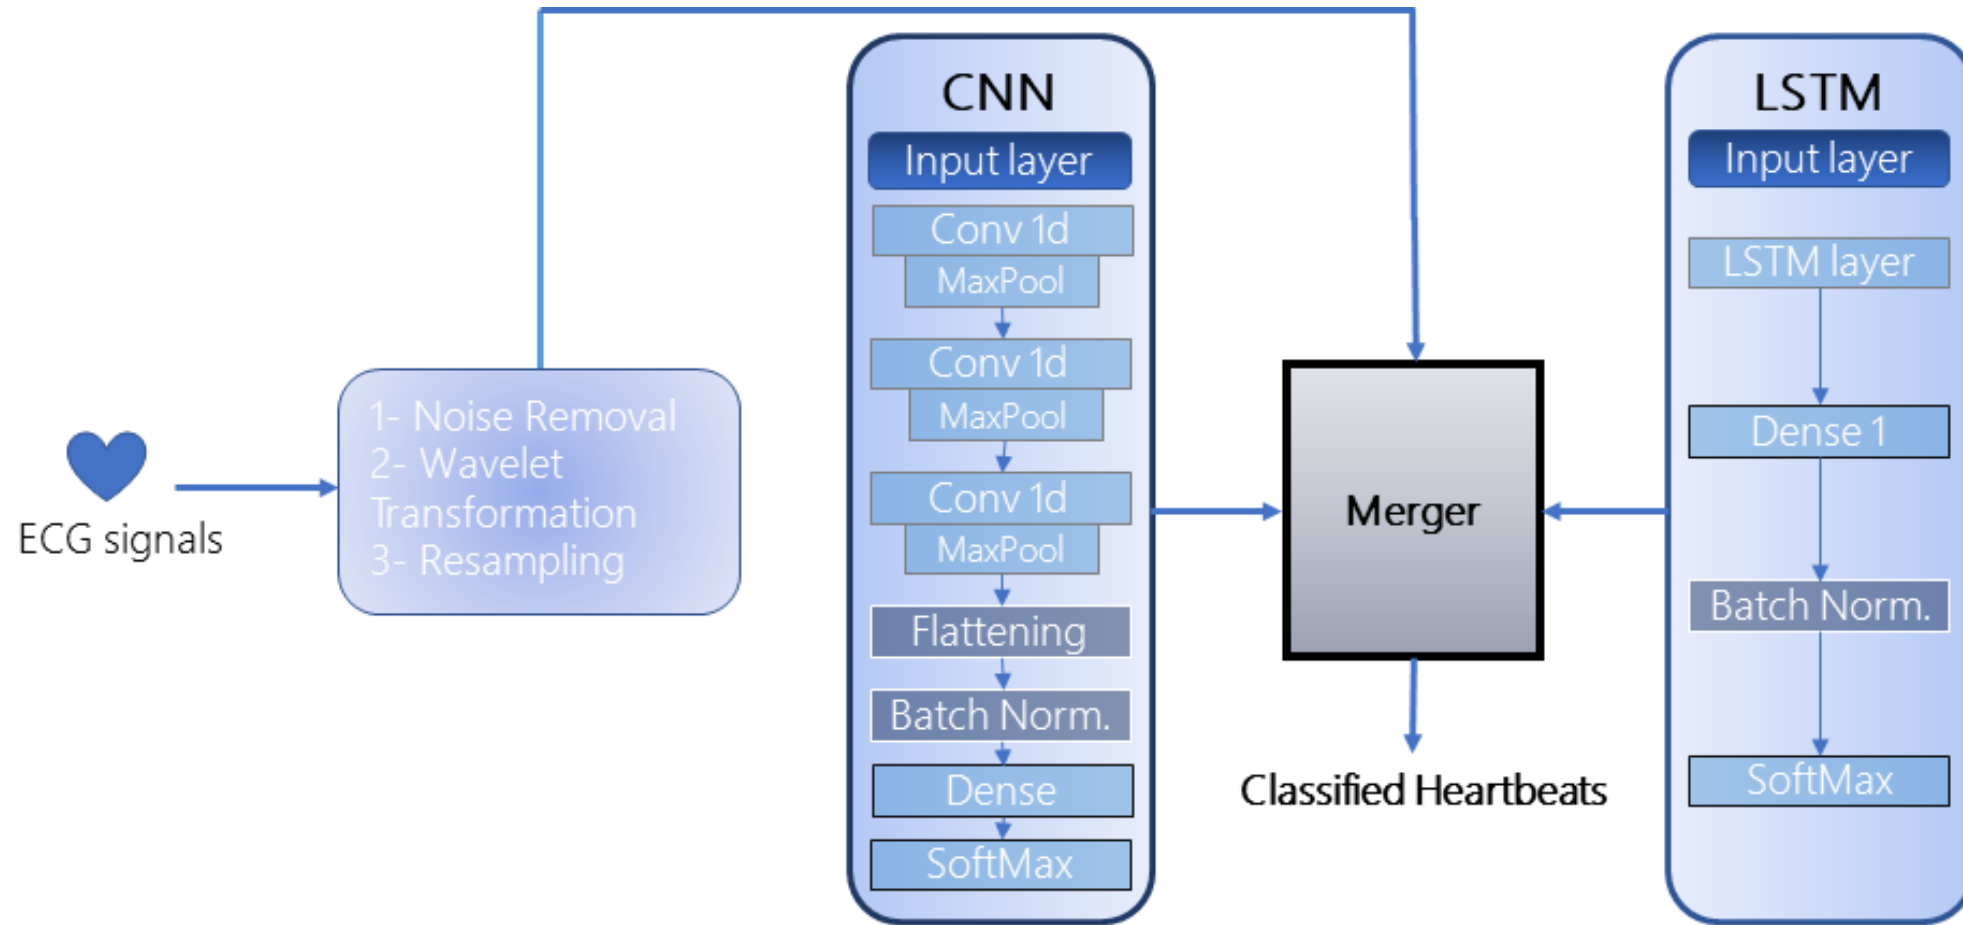 ECG signals
1- Noise Removal
2- Wavelet
Transformation
3- Resampling
CNN
Input layer
Conv 1d
MaxPool
Conv 1d
MaxPool
Conv 1d
MaxPool
Flattening
Batch Norm.
Dense
SoftMax
Merger
Classified Heartbeats
LSTM
Input layer
LSTM layer
Dense 1
Batch Norm.
SoftMax